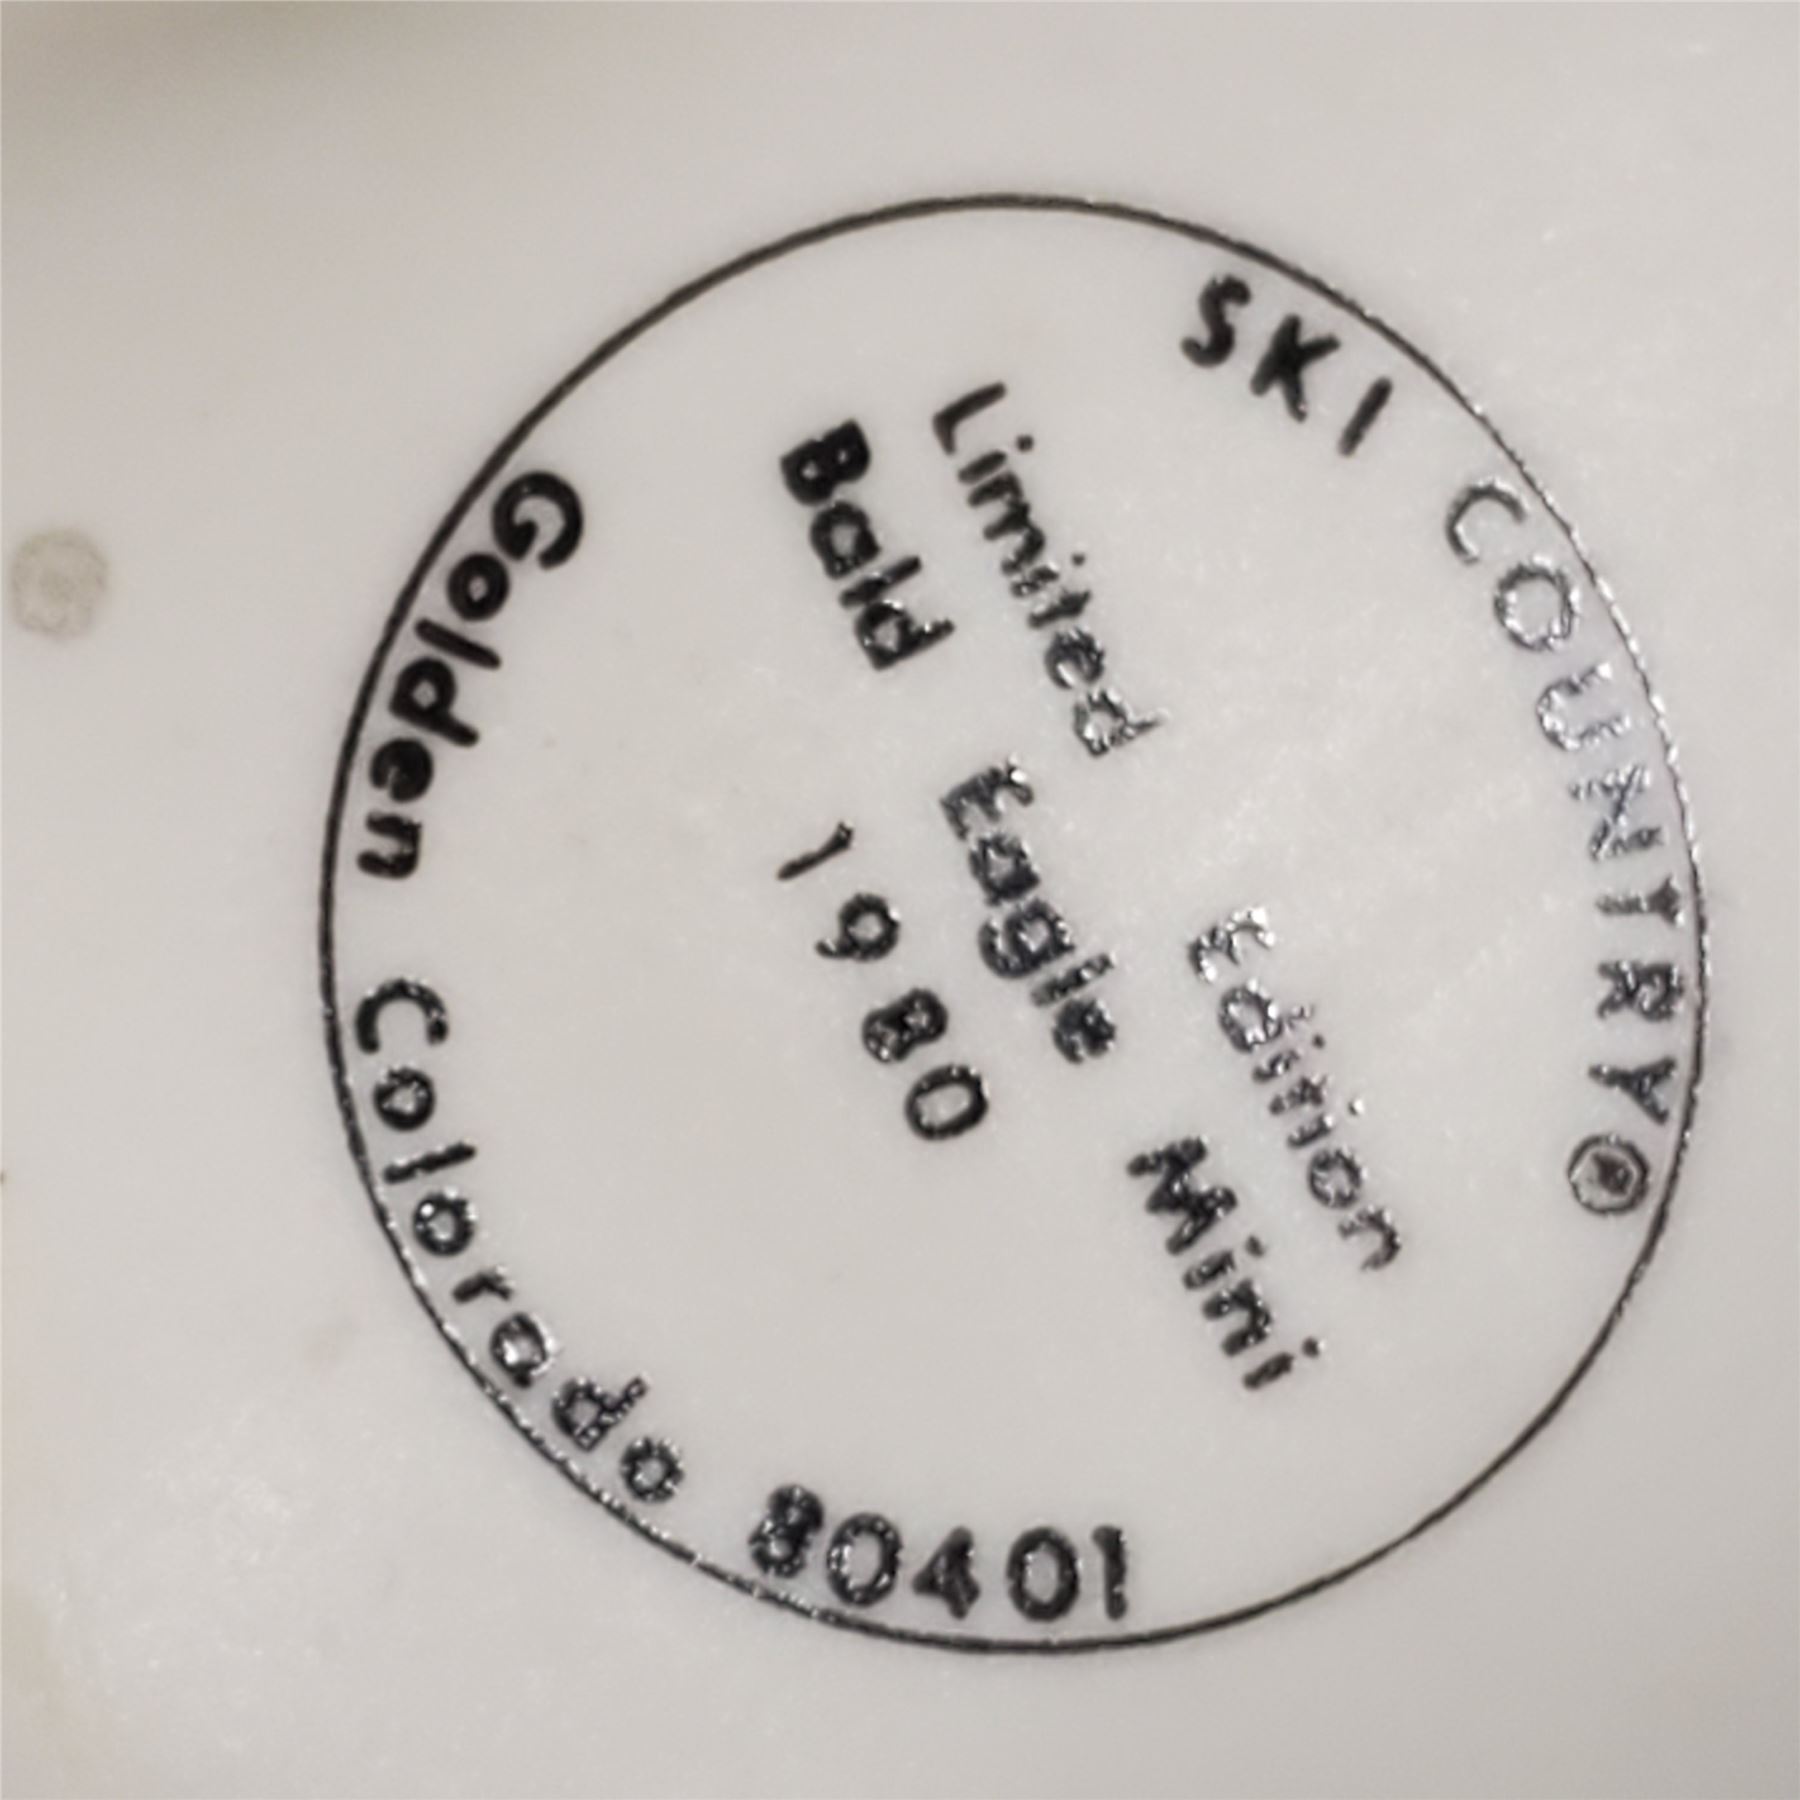 SKI COUNTRY®
Limited Edition
Bald Eagle Mini
1980
Golden Colorado 80401